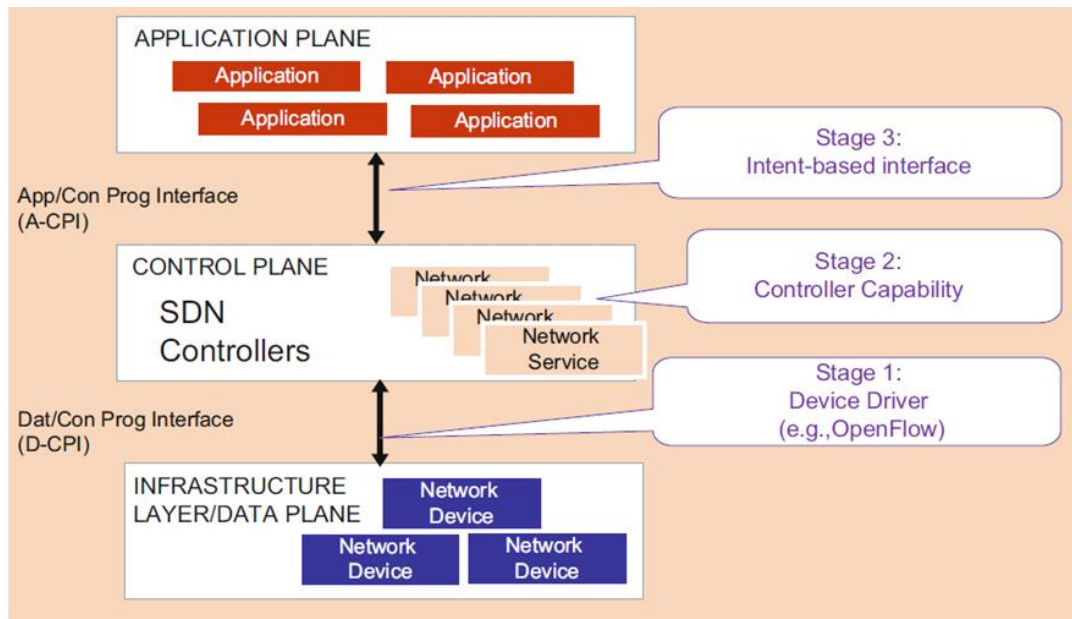 APPLICATION PLANE
Application
Application
Application
Application
Stage 3:
Intent-based interface
App/Con Prog Interface
(A-CPI)
CONTROL PLANE
SDN
Controllers
Network
Network
Network
Network
Service
Stage 2:
Controller Capability
Dat/Con Prog Interface
(D-CPI)
Stage 1:
Device Driver
(e.g.,OpenFlow)
INFRASTRUCTURE
LAYER/DATA PLANE
Network
Device
Network
Device
Network
Device